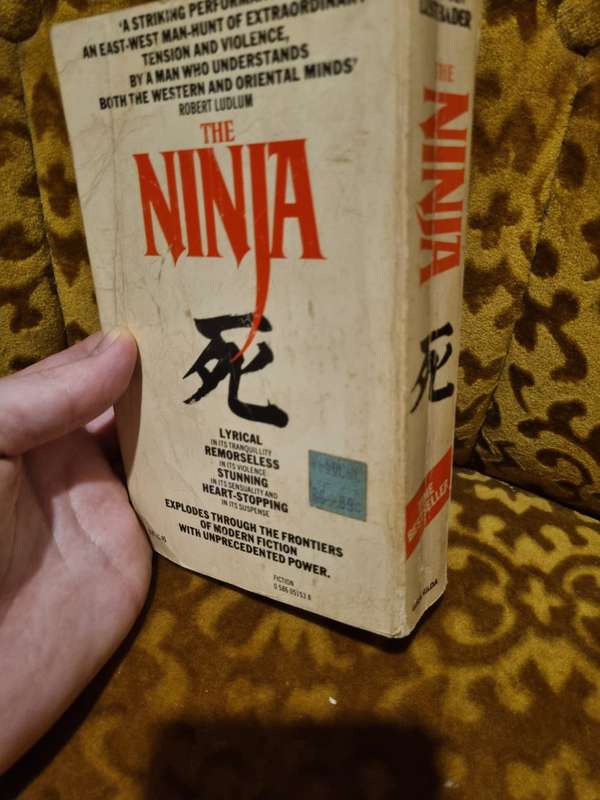 'A STRIKING
AN EAST-WEST MAN-HUNT OF
TENSION AND VIOLENCE,
BY A MAN WHO UNDERSTANDS
BOTH THE WESTERN AND ORIENTAL MINDS'
ROBERT LUDLUM
THE
NINJA
死
LYRICAL
IN ITS TRANQUILLITY
REMORSELESS
IN ITS VIOLENCE
STUNNING
IN ITS SENSUALITY AND
HEART-STOPPING
IN ITS SUSPENSE
EXPLODES THROUGH THE FRONTIERS
OF MODERN FICTION
WITH UNPRECEDENTED POWER.
FICTION
THE
NINJA
死
THE
BESTSELLER